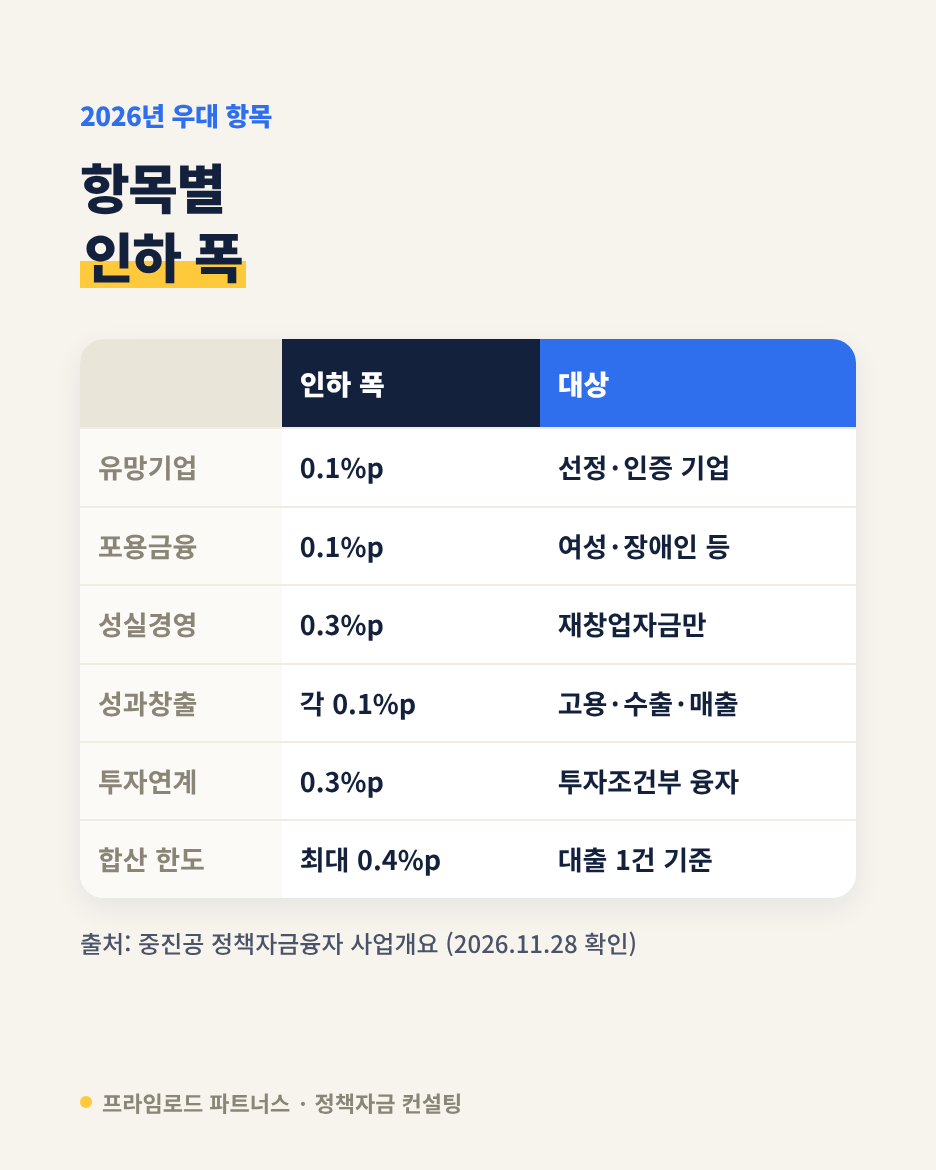 2026년 우대 항목
항목별
인하 폭
인하 폭 대상
유망기업 0.1%p 선정·인증 기업
포용금융 0.1%p 여성·장애인 등
성실경영 0.3%p 재창업자금만
성과창출 각 0.1%p 고용·수출·매출
투자연계 0.3%p 투자조건부 융자
합산 한도 최대 0.4%p 대출 1건 기준
출처: 중진공 정책자금융자 사업개요 (2026.11.28 확인)
프라임로드 파트너스 · 정책자금 컨설팅